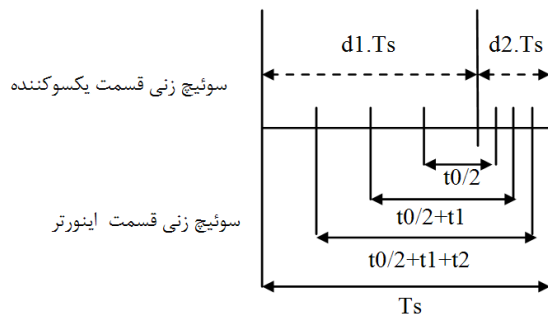 d1.Ts
d2.Ts
سوئیچ زنی قسمت یکسوکننده
t0/2
t0/2+t1
سوئیچ زنی قسمت اینورتر
t0/2+t1+t2
Ts